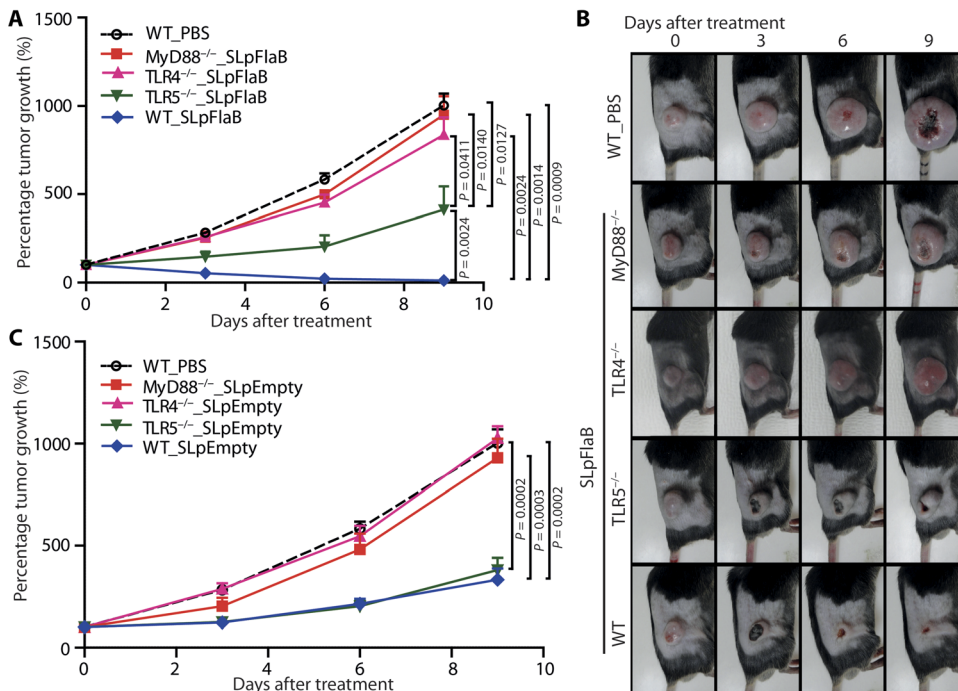 A
1500
1000
500
0
Percentage tumor growth (%)
WT_PBS
MyD88−/−_SLpFlaB
TLR4−/−_SLpFlaB
TLR5−/−_SLpFlaB
WT_SLpFlaB
P = 0.0024
P = 0.0411
P = 0.0140
P = 0.0127
P = 0.0024
P = 0.0014
P = 0.0009
0 2 4 6 8 10
Days after treatment
B
Days after treatment
0 3 6 9
WT_PBS
MyD88−/−
TLR4−/−
TLR5−/−
WT
SLpFlaB
C
1500
1000
500
0
Percentage tumor growth (%)
WT_PBS
MyD88−/−_SLpEmpty
TLR4−/−_SLpEmpty
TLR5−/−_SLpEmpty
WT_SLpEmpty
P = 0.0002
P = 0.0003
P = 0.0002
0 2 4 6 8 10
Days after treatment